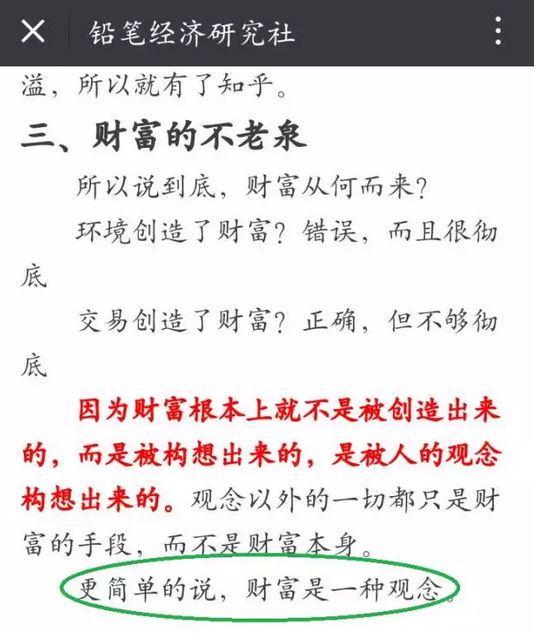 铅笔经济研究社
溢，所以就有了知乎。
三、财富的不老泉
所以说到底，财富从何而来？
环境创造了财富？错误，而且很彻
底
交易创造了财富？正确，但不够彻
底
因为财富根本上就不是被创造出来
的，而是被构想出来的，是被人的观念
构想出来的。观念以外的一切都只是财
富的手段，而不是财富本身。
更简单的说，财富是一种观念。